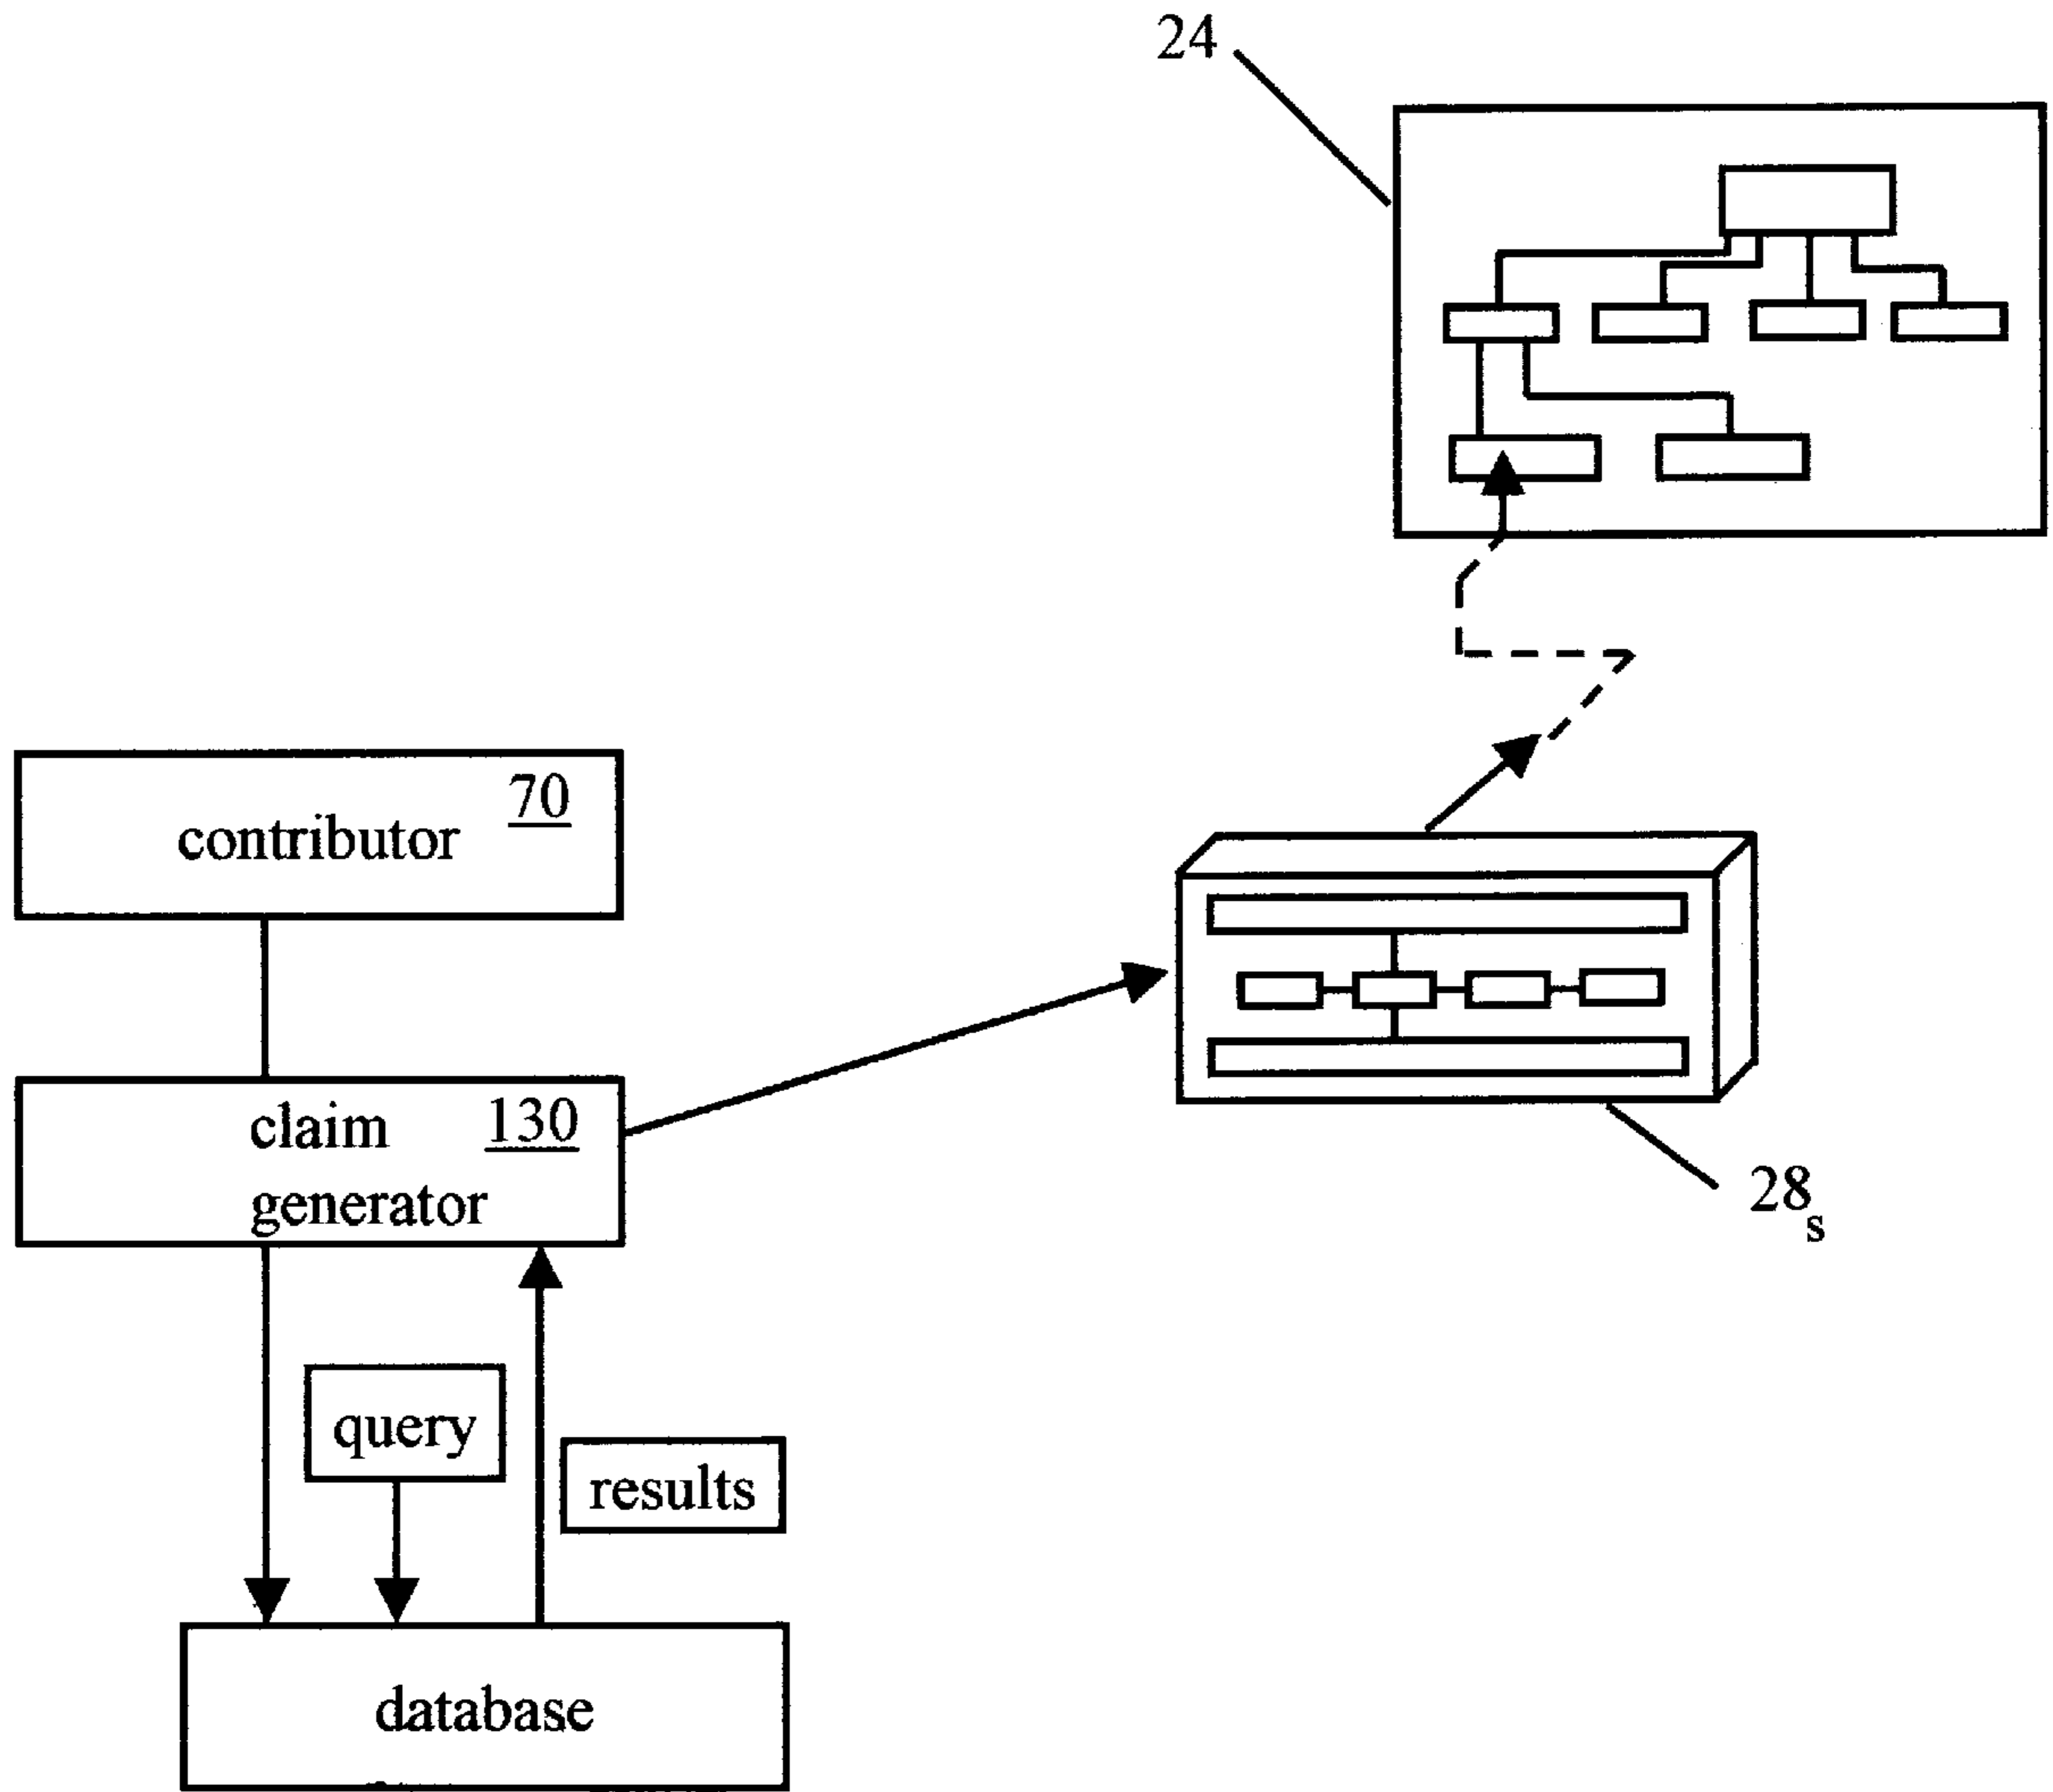 24
70
contributor
claim 130
generator
28s
query
results
database